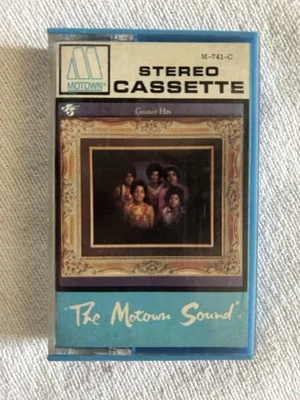 M-741-C
MOTOWN
STEREO
CASSETTE
Greatest Hits
"The Motown Sound"